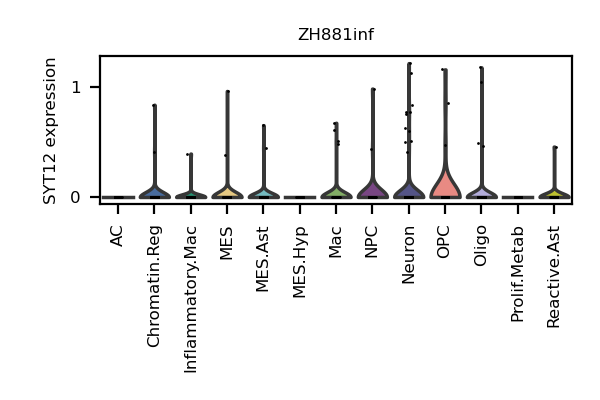 ZH881inf
SYT12 expression
1
0
AC
Chromatin.Reg
Inflammatory.Mac
MES
MES.Ast
MES.Hyp
Mac
NPC
Neuron
OPC
Oligo
Prolif.Metab
Reactive.Ast